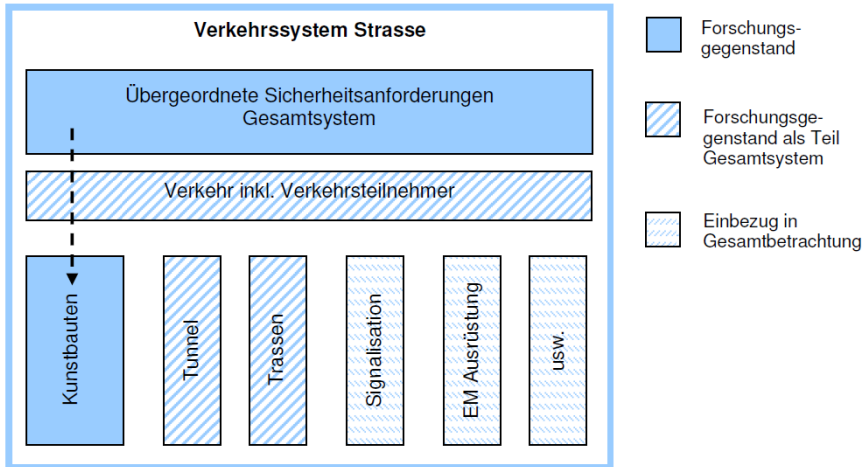 Verkehrssystem Strasse
Übergeordnete Sicherheitsanforderungen
Gesamtsystem
Verkehr inkl. Verkehrsteilnehmer
Kunstbauten
Tunnel
Trassen
Signalisation
EM Ausrüstung
usw.
Forschungs-
gegenstand
Forschungsge-
genstand als Teil
Gesamtsystem
Einbezug in
Gesamtbetrachtung